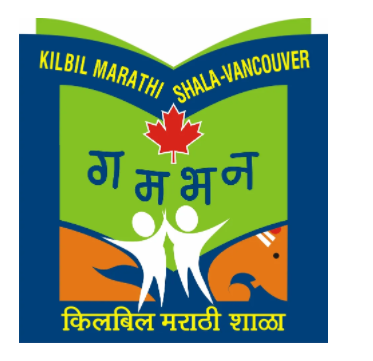 KILBIL MARATHI SHALA-VANCOUVER
ग म भ न
किलबिल मराठी शाळा